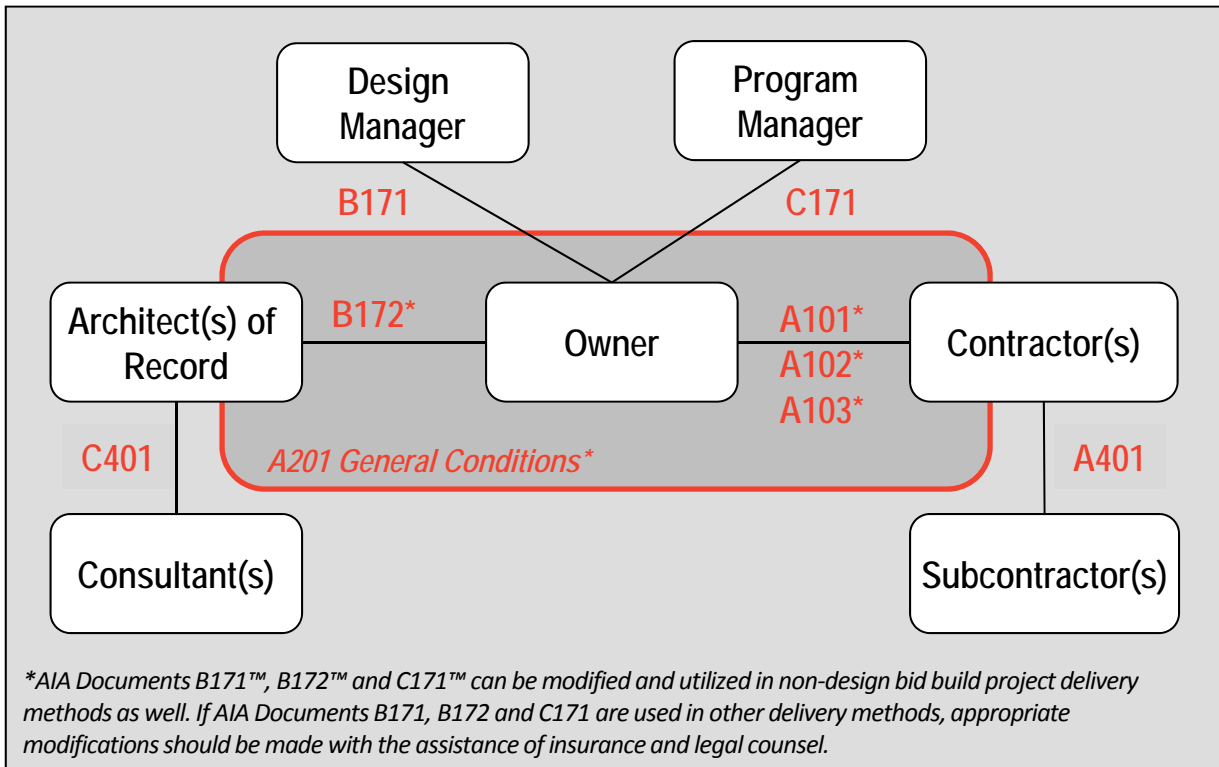 Design
Manager
Program
Manager
B171
C171
Architect(s) of
Record
B172*
Owner
A101*
A102*
A103*
Contractor(s)
C401
A201 General Conditions*
A401
Consultant(s)
Subcontractor(s)
*AIA Documents B171™, B172™ and C171™ can be modified and utilized in non-design bid build project delivery
methods as well. If AIA Documents B171, B172 and C171 are used in other delivery methods, appropriate
modifications should be made with the assistance of insurance and legal counsel.